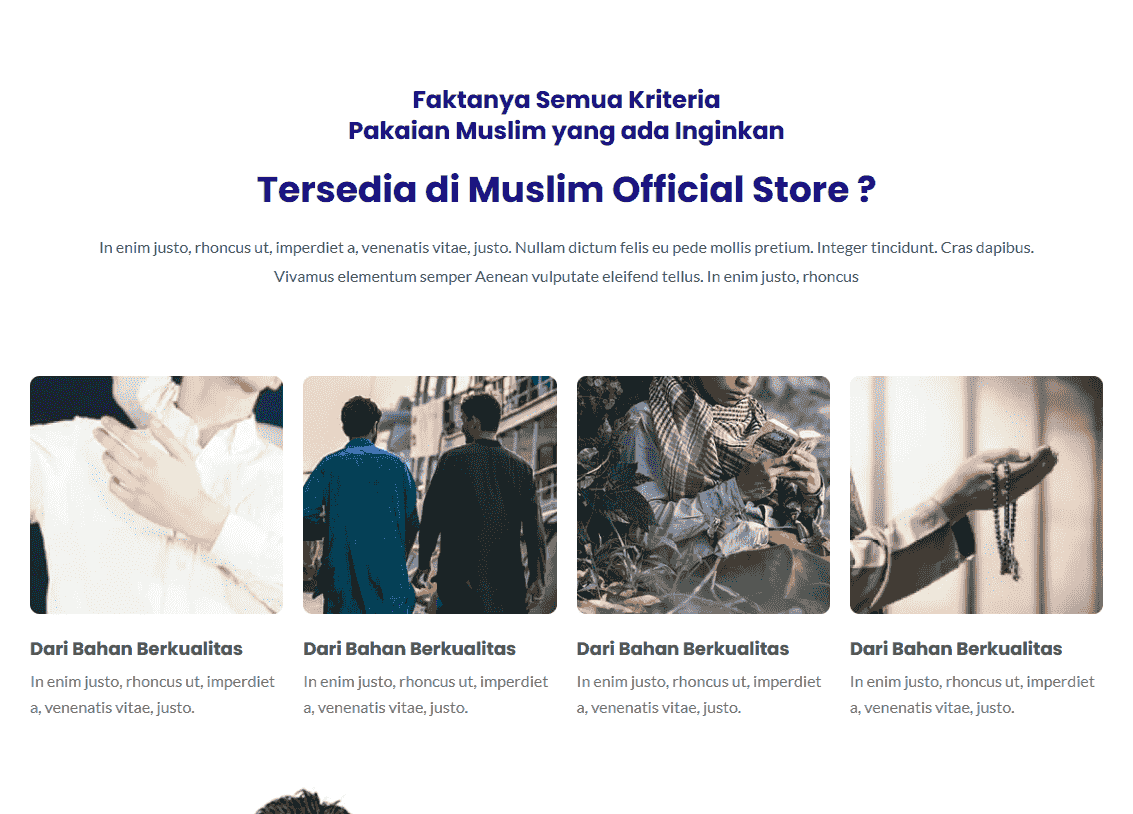 Faktanya Semua Kriteria
Pakaian Muslim yang ada Inginkan
Tersedia di Muslim Official Store ?
In enim justo, rhoncus ut, imperdiet a, venenatis vitae, justo. Nullam dictum felis eu pede mollis pretium. Integer tincidunt. Cras dapibus.
Vivamus elementum semper Aenean vulputate eleifend tellus. In enim justo, rhoncus
Dari Bahan Berkualitas
In enim justo, rhoncus ut, imperdiet
a, venenatis vitae, justo.
Dari Bahan Berkualitas
In enim justo, rhoncus ut, imperdiet
a, venenatis vitae, justo.
Dari Bahan Berkualitas
In enim justo, rhoncus ut, imperdiet
a, venenatis vitae, justo.
Dari Bahan Berkualitas
In enim justo, rhoncus ut, imperdiet
a, venenatis vitae, justo.